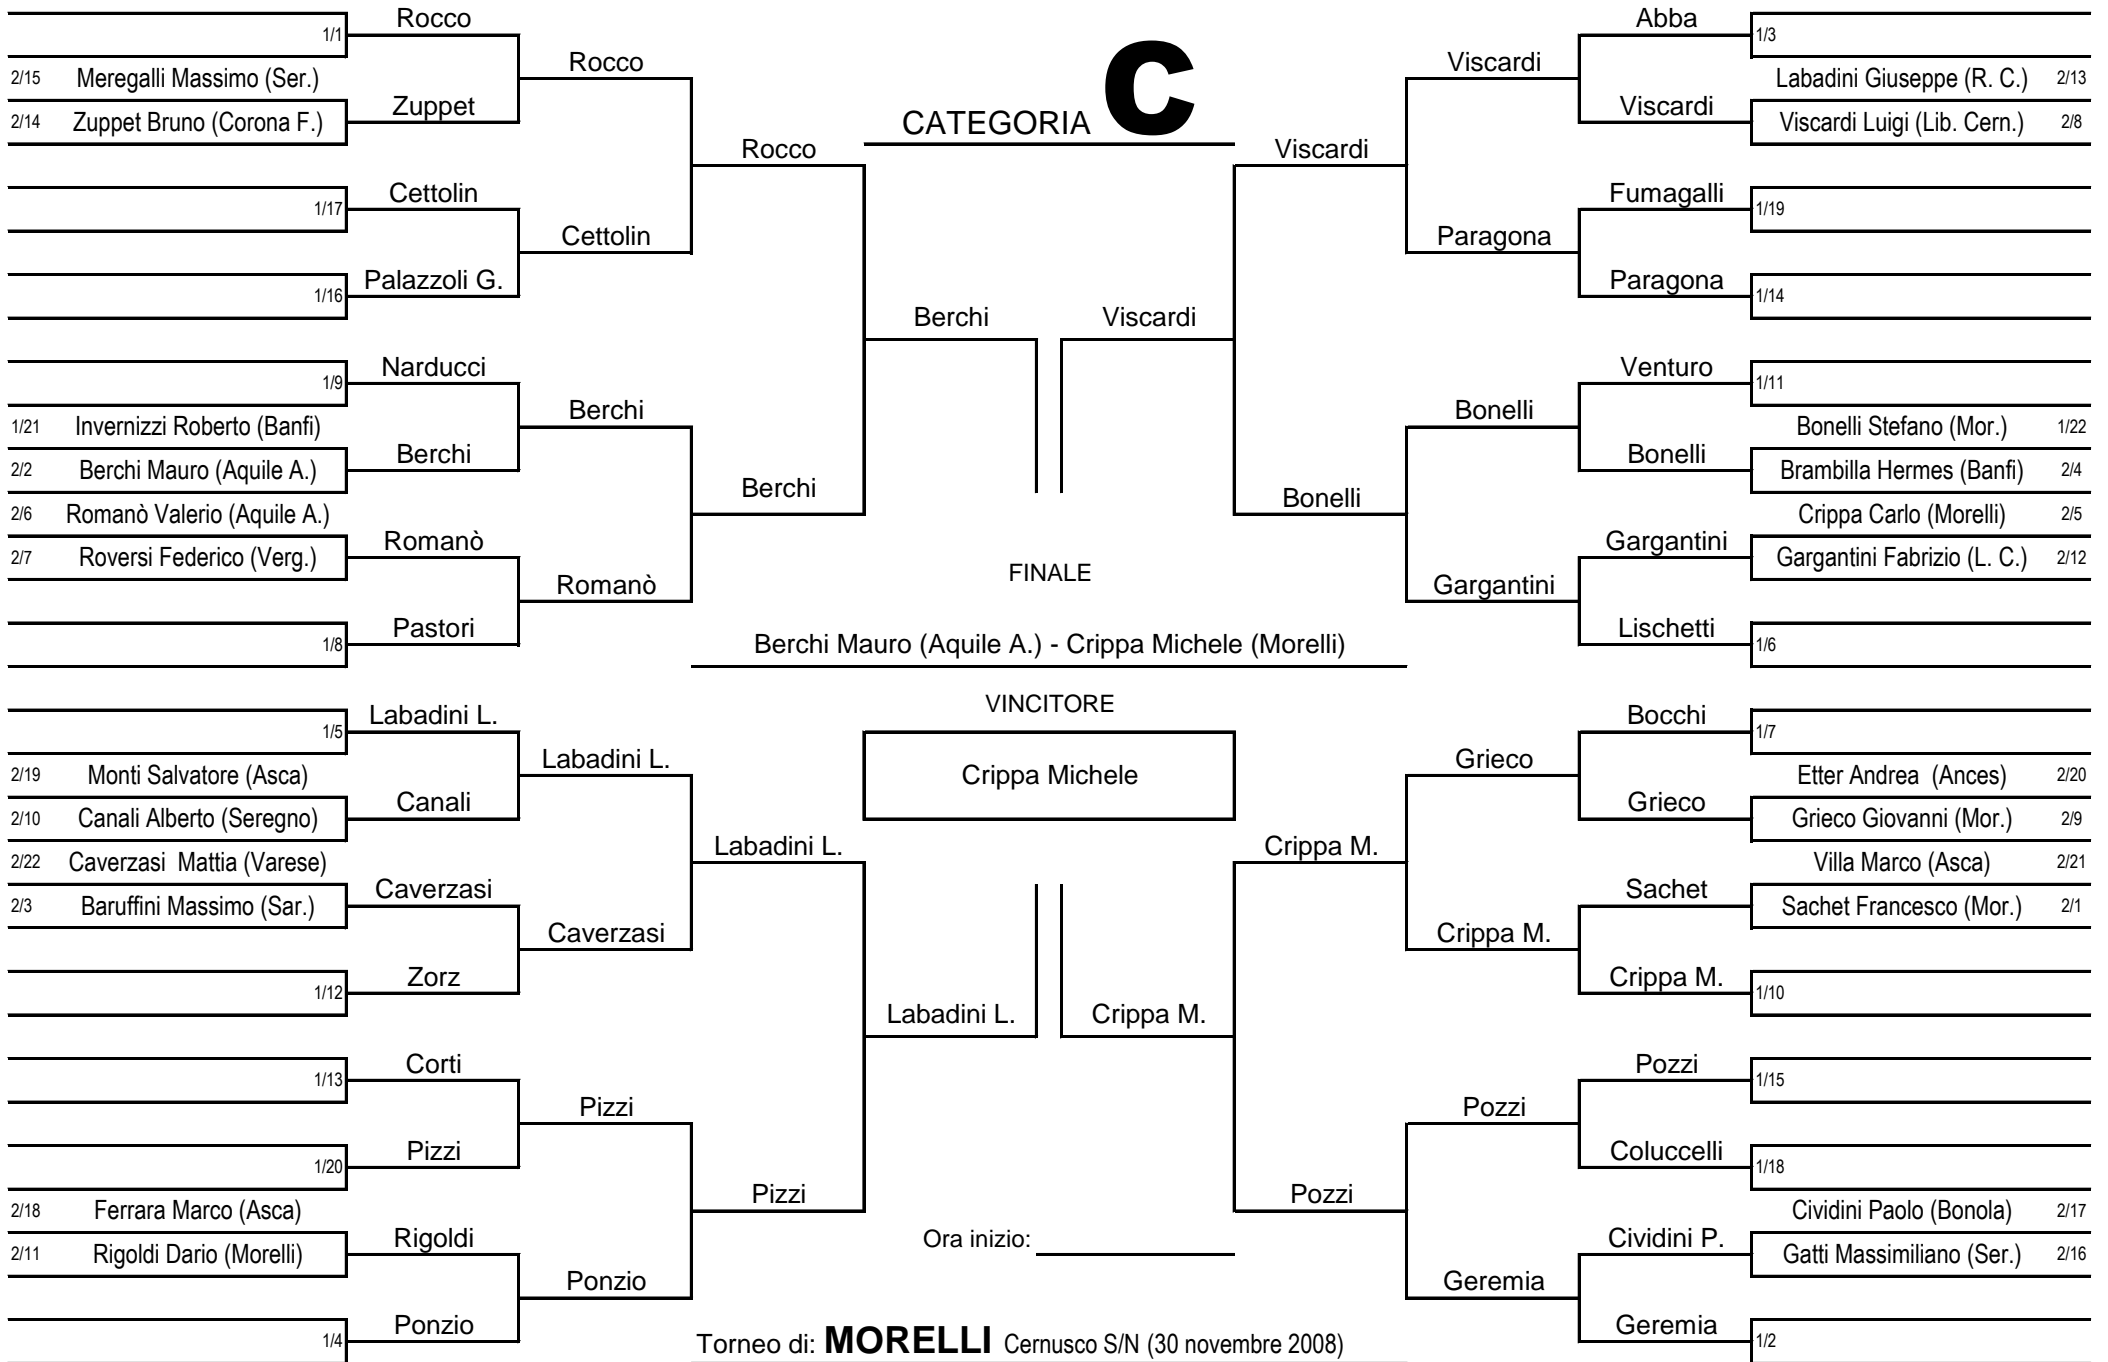 Rocco
Abba
1/1
1/3
Rocco
Viscardi
CATEGORIA C
2/15 Meregalli Massimo (Ser.)
Labadini Giuseppe (R. C.) 2/13
Zuppet
Viscardi
2/14 Zuppet Bruno (Corona F.)
Viscardi Luigi (Lib. Cern.) 2/8
Rocco
Viscardi
Cettolin
Fumagalli
1/17
1/19
Cettolin
Paragona
Palazzoli G.
Paragona
1/16
1/14
Berchi
Viscardi
Narducci
Venturo
1/9
1/11
Berchi
Bonelli
1/21 Invernizzi Roberto (Banfi)
Bonelli Stefano (Mor.) 1/22
Berchi
Bonelli
2/2 Berchi Mauro (Aquile A.)
Brambilla Hermes (Banfi) 2/4
Berchi
Bonelli
2/6 Romanò Valerio (Aquile A.)
Crippa Carlo (Morelli) 2/5
Romanò
Gargantini
2/7 Roversi Federico (Verg.)
Gargantini Fabrizio (L. C.) 2/12
FINALE
Romanò
Gargantini
Pastori
Lischetti
1/8
1/6
Berchi Mauro (Aquile A.) - Crippa Michele (Morelli)
VINCITORE
Labadini L.
Bocchi
1/5
1/7
Labadini L.
Grieco
2/19 Monti Salvatore (Asca)
Crippa Michele
Etter Andrea (Ances) 2/20
Canali
Grieco
2/10 Canali Alberto (Seregno)
Grieco Giovanni (Mor.) 2/9
Labadini L.
Crippa M.
2/22 Caverzasi Mattia (Varese)
Villa Marco (Asca) 2/21
Caverzasi
Sachet
2/3 Baruffini Massimo (Sar.)
Sachet Francesco (Mor.) 2/1
Caverzasi
Crippa M.
Zorz
Crippa M.
1/12
1/10
Labadini L.
Crippa M.
Corti
Pozzi
1/13
1/15
Pizzi
Pozzi
Pizzi
Coluccelli
1/20
1/18
Pizzi
Pozzi
2/18 Ferrara Marco (Asca)
Cividini Paolo (Bonola) 2/17
Rigoldi
Ora inizio:
Cividini P.
2/11 Rigoldi Dario (Morelli)
Gatti Massimiliano (Ser.) 2/16
Ponzio
Geremia
Ponzio
Geremia
1/4
1/2
Torneo di: MORELLI Cernusco S/N (30 novembre 2008)